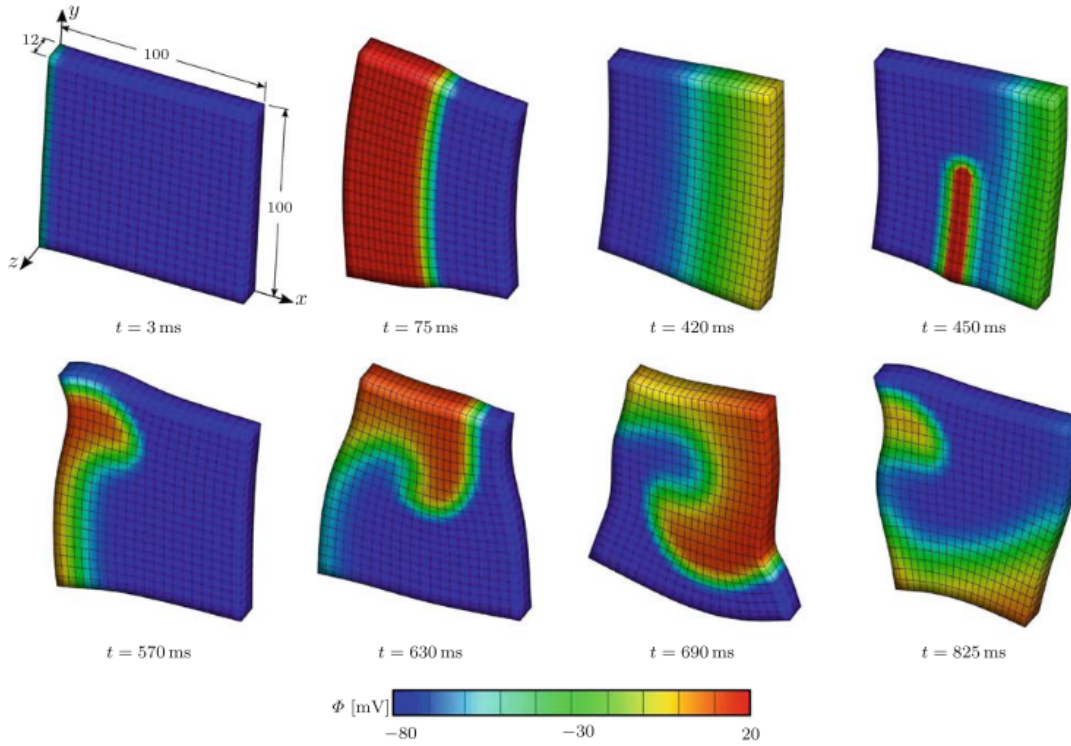 y
12
100
100
z
x
t = 3 ms
t = 75 ms
t = 420 ms
t = 450 ms
t = 570 ms
t = 630 ms
t = 690 ms
t = 825 ms
Φ [mV]
−80
−30
20